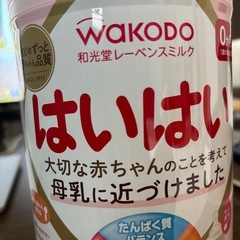 WAKODO
和光堂レーベンスミルク
はいはい
大切な赤ちゃんのことを考えて
母乳に近づけました
たんぱく質
バランス